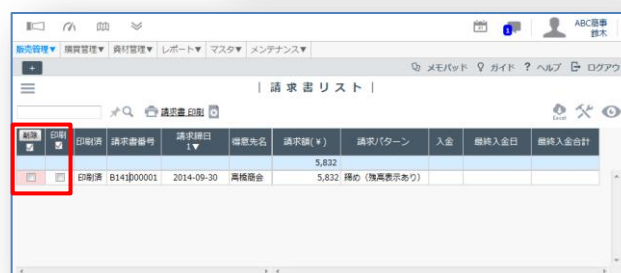 ABC商事
鈴木
1
販売管理▼ 購買管理▼ 資材管理▼ レポート▼ マスタ▼ メンテナンス▼
+ メモパッド ガイド ? ヘルプ ログアウ
| 請求書リスト |
請求書 印刷
Excel
削除 印刷 印刷済 請求書番号 請求締日 1▼ 得意先名 請求額(¥) 請求パターン 入金 最終入金日 最終入金合計
5,832
印刷済 B141000001 2014-09-30 高橋商会 5,832 締め（残高表示あり）